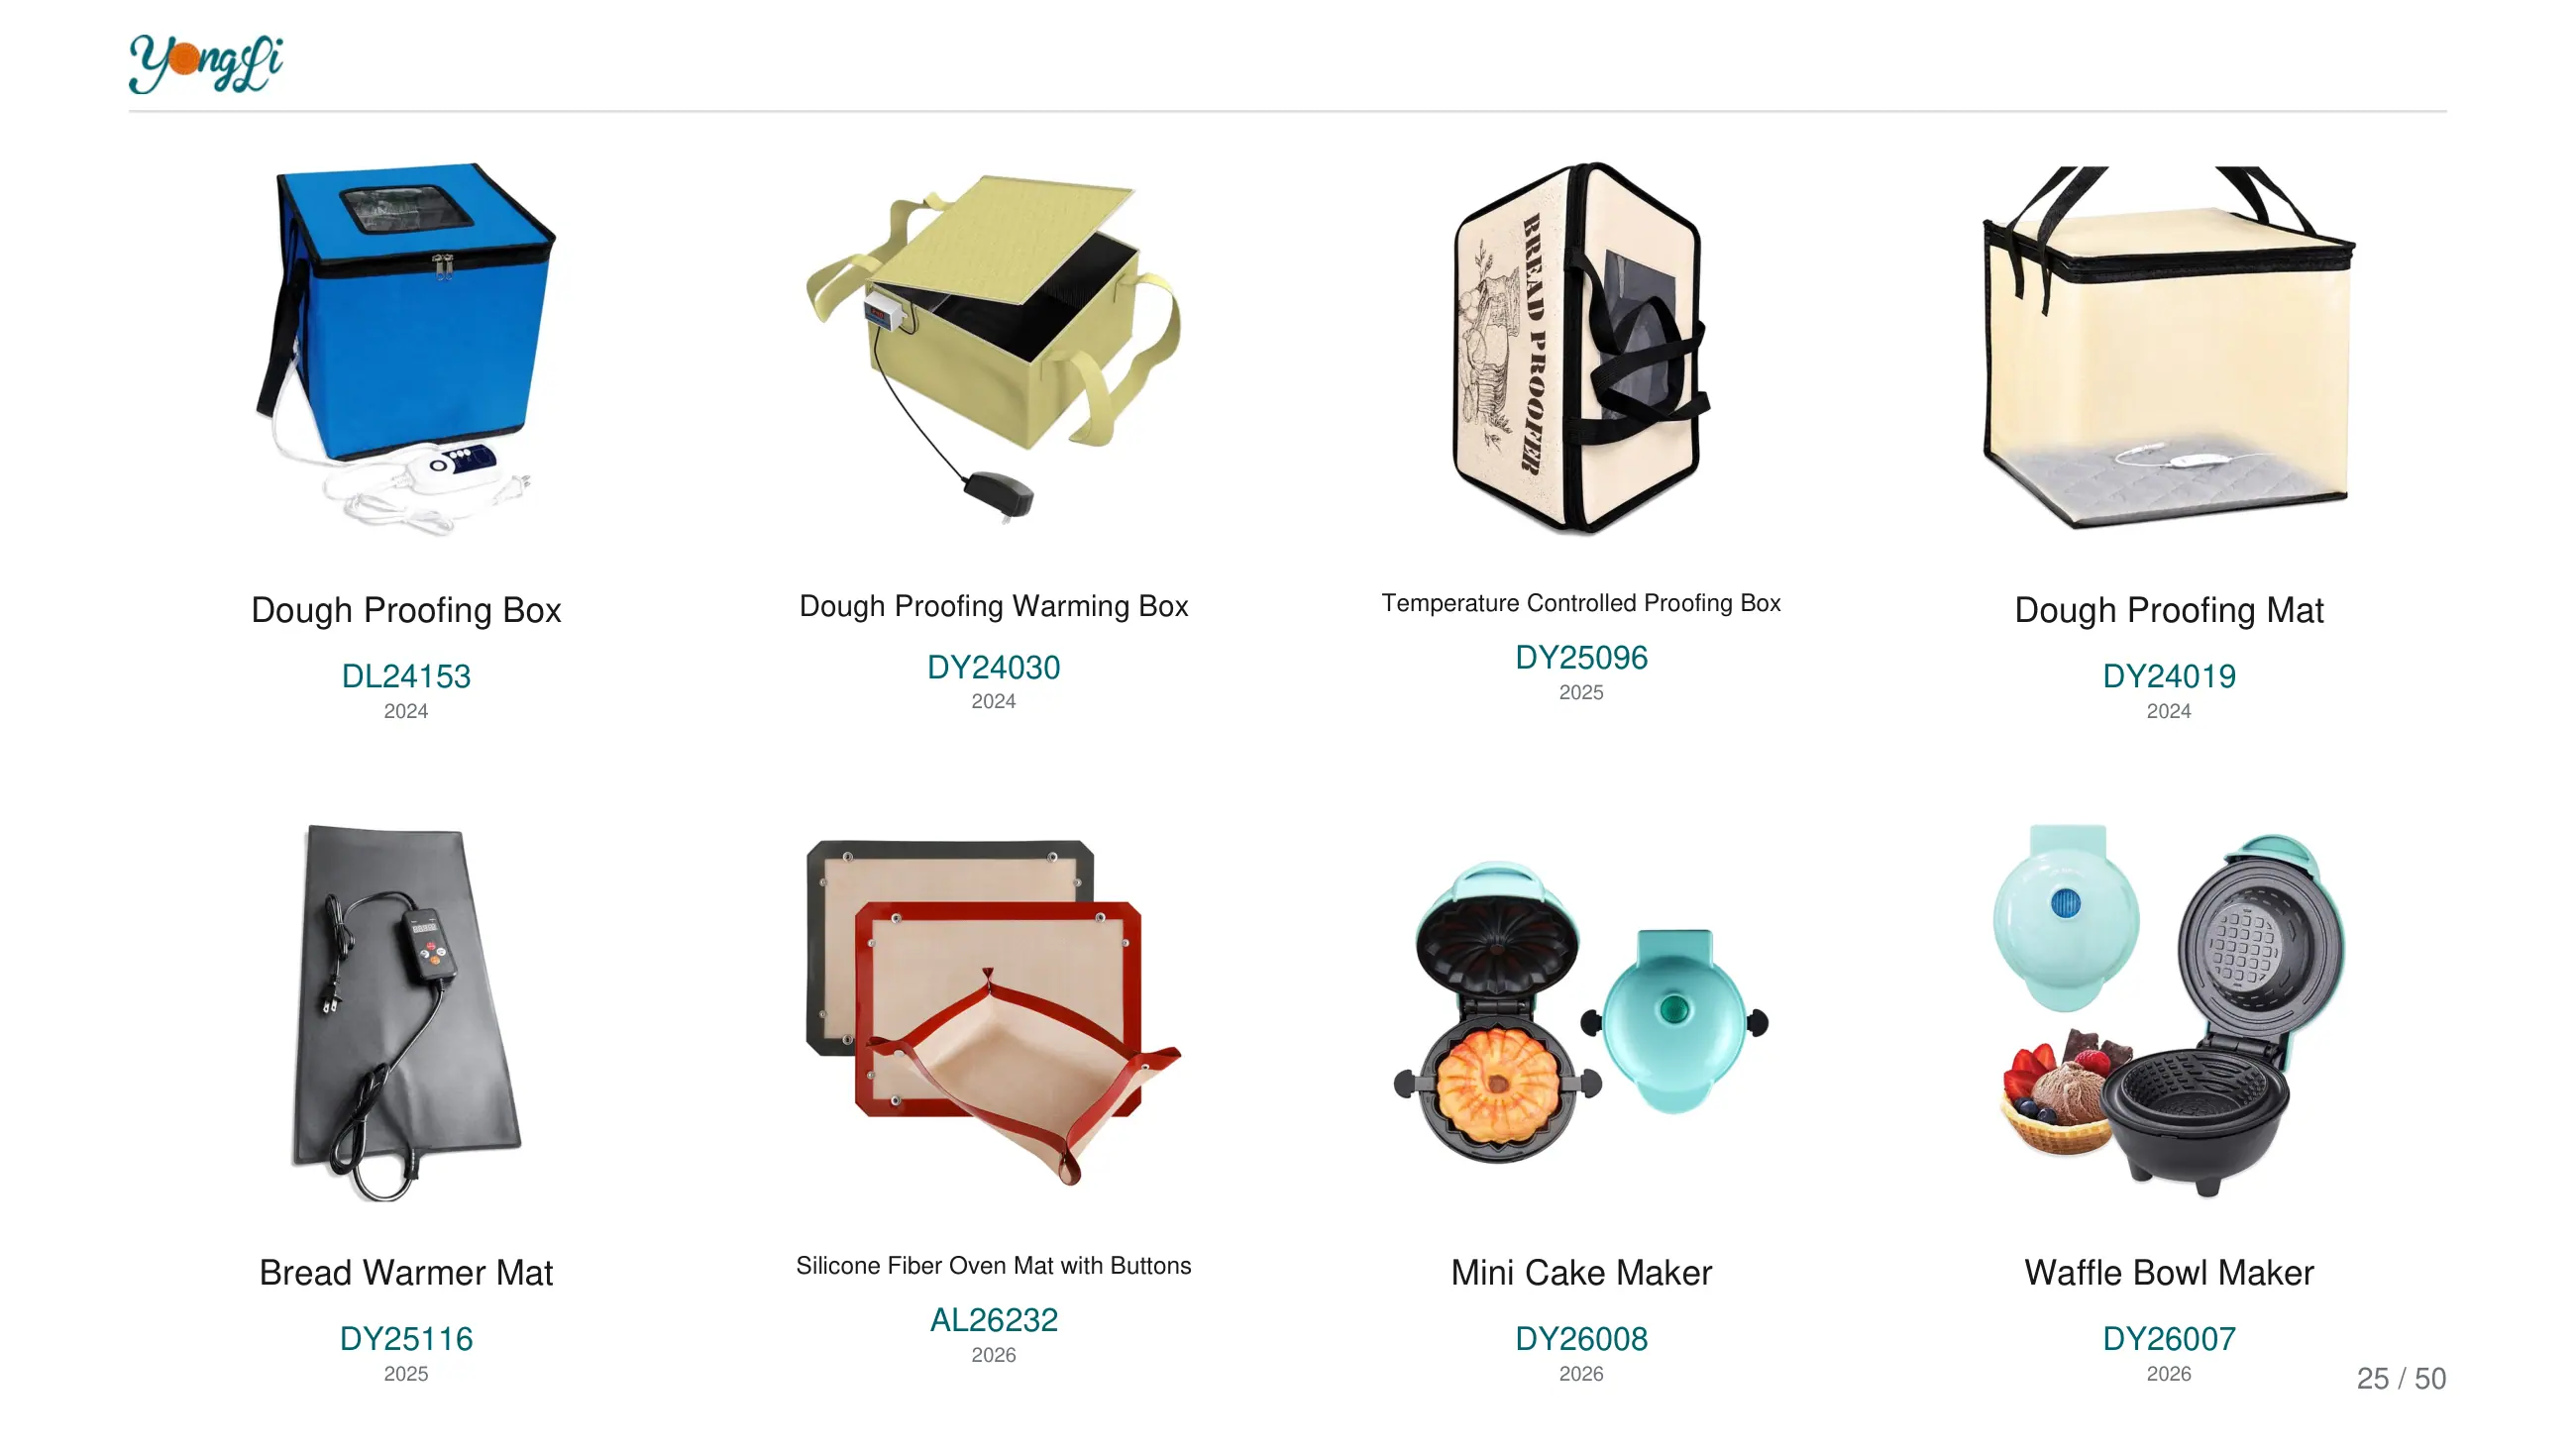 YongLi
BREAD PROOFER
Dough Proofing Box
DL24153
2024
Dough Proofing Warming Box
DY24030
2024
Temperature Controlled Proofing Box
DY25096
2025
Dough Proofing Mat
DY24019
2024
Bread Warmer Mat
DY25116
2025
Silicone Fiber Oven Mat with Buttons
AL26232
2026
Mini Cake Maker
DY26008
2026
Waffle Bowl Maker
DY26007
2026
25 / 50